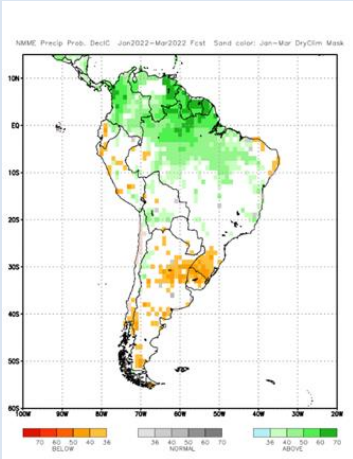 NMME Precip Prob. DecIC Jan2022-Mar2022 Fcst Sand color: Jan-Mar DryClim Mask
10N
EQ
10S
20S
30S
40S
50S
60S
100W 90W 80W 70W 60W 50W 40W 30W 20W
70 60 50 40 36 36 40 50 60 70 36 40 50 60 70
BELOW NORMAL ABOVE